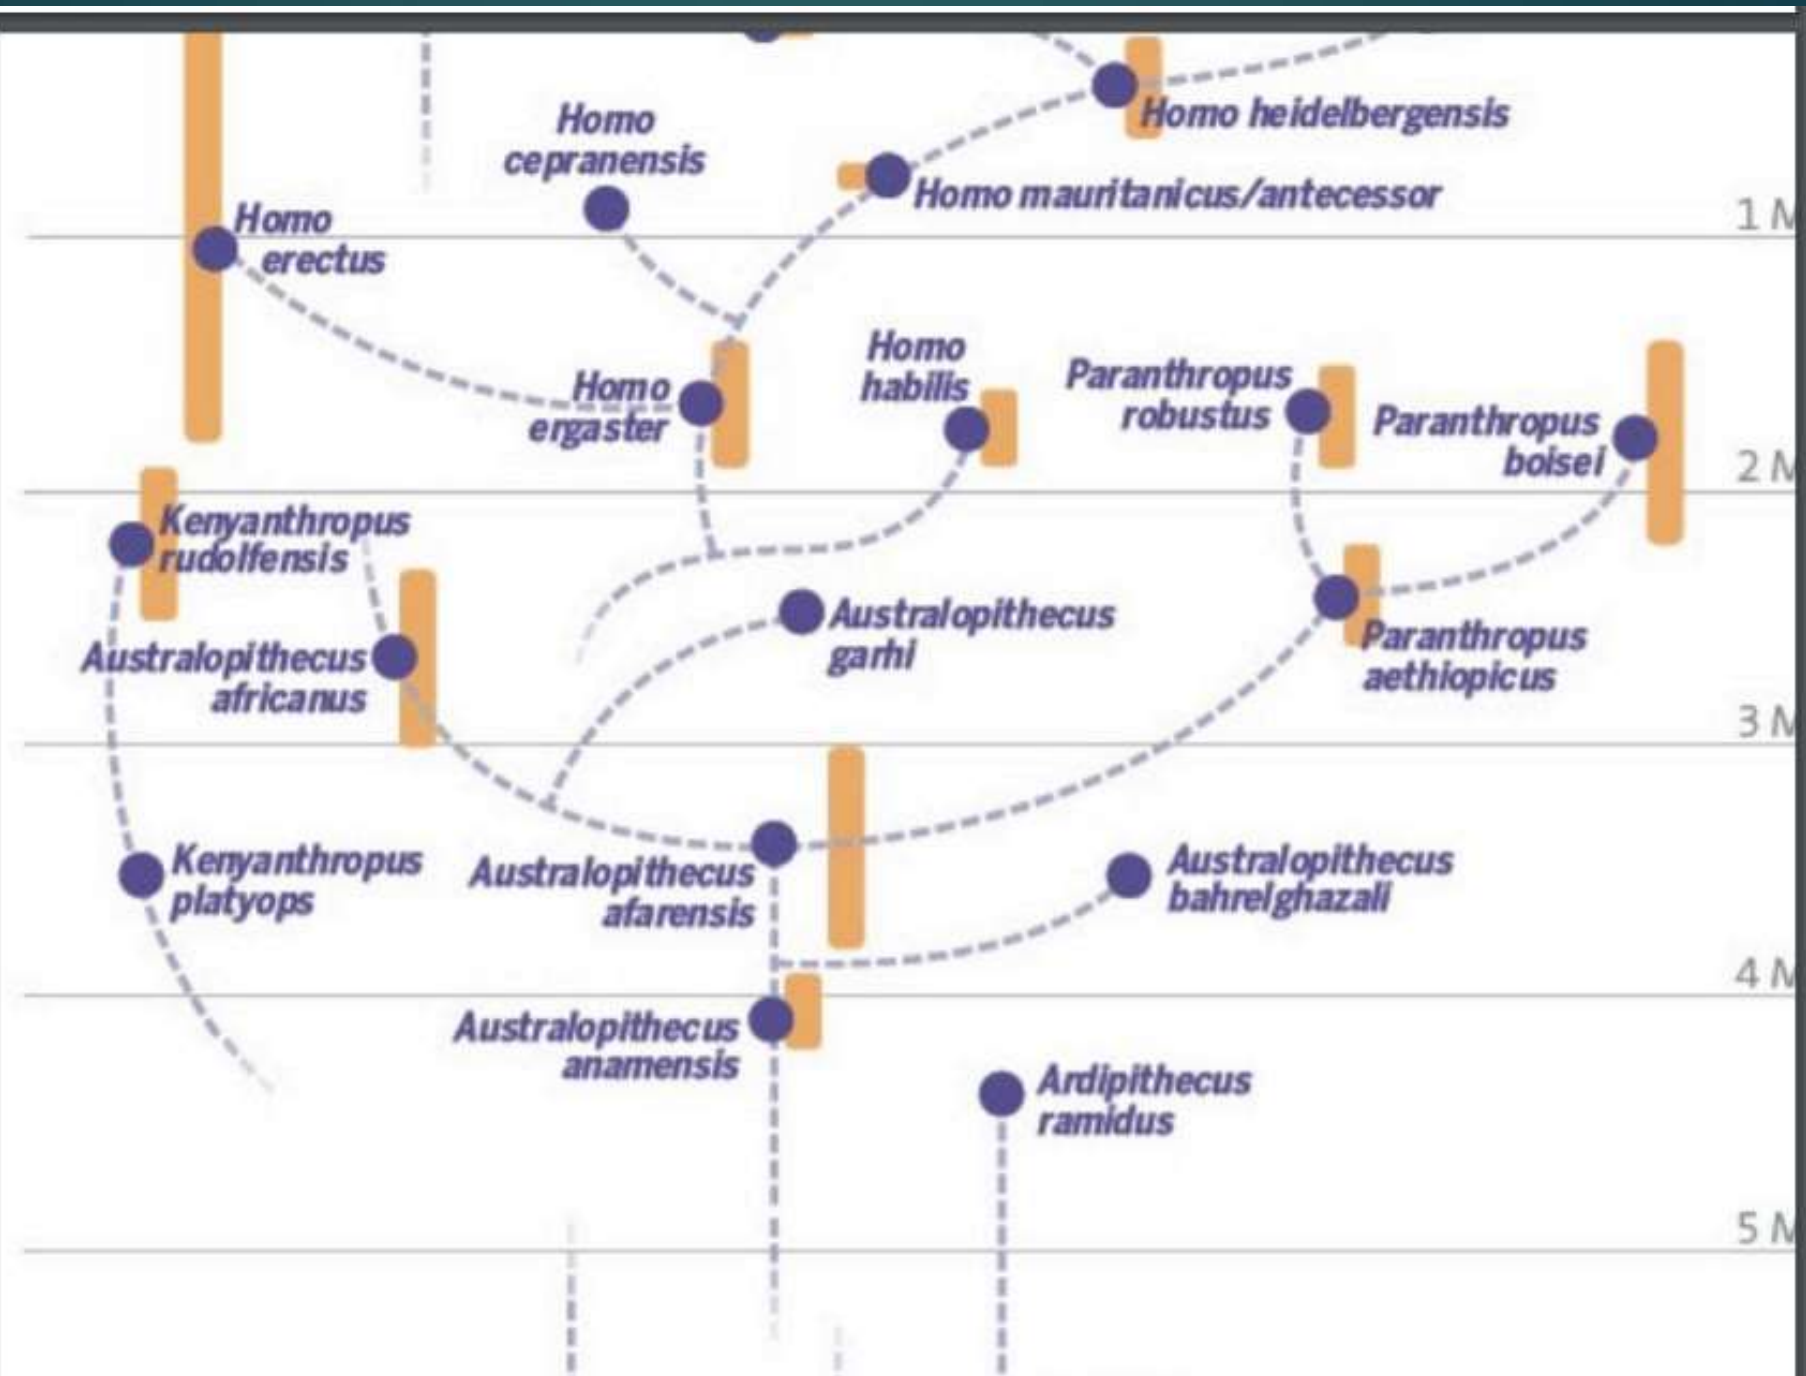 Homo
cepranensis
Homo heidelbergensis
Homo mauritanicus/antecessor
1 M
Homo
erectus
Homo
habilis
Homo
ergaster
Paranthropus
robustus
Paranthropus
boisei
2 M
Kenyanthropus
rudolfensis
Australopithecus
garhi
Paranthropus
aethiopicus
Australopithecus
africanus
3 M
Kenyanthropus
platyops
Australopithecus
afarensis
Australopithecus
bahrelghazali
4 M
Australopithecus
anamensis
Ardipithecus
ramidus
5 M